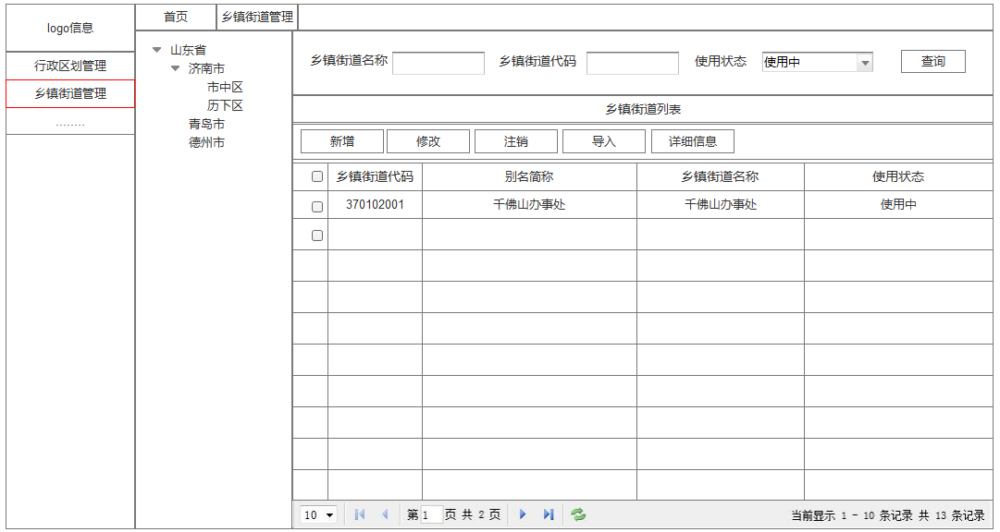 logo信息
首页 乡镇街道管理
行政区划管理
乡镇街道管理
........
山东省
济南市
市中区
历下区
青岛市
德州市
乡镇街道名称 乡镇街道代码 使用状态 使用中 查询
乡镇街道列表
新增 修改 注销 导入 详细信息
乡镇街道代码 别名简称 乡镇街道名称 使用状态
370102001 千佛山办事处 千佛山办事处 使用中
10 第 1 页 共 2 页 当前显示 1 - 10 条记录 共 13 条记录